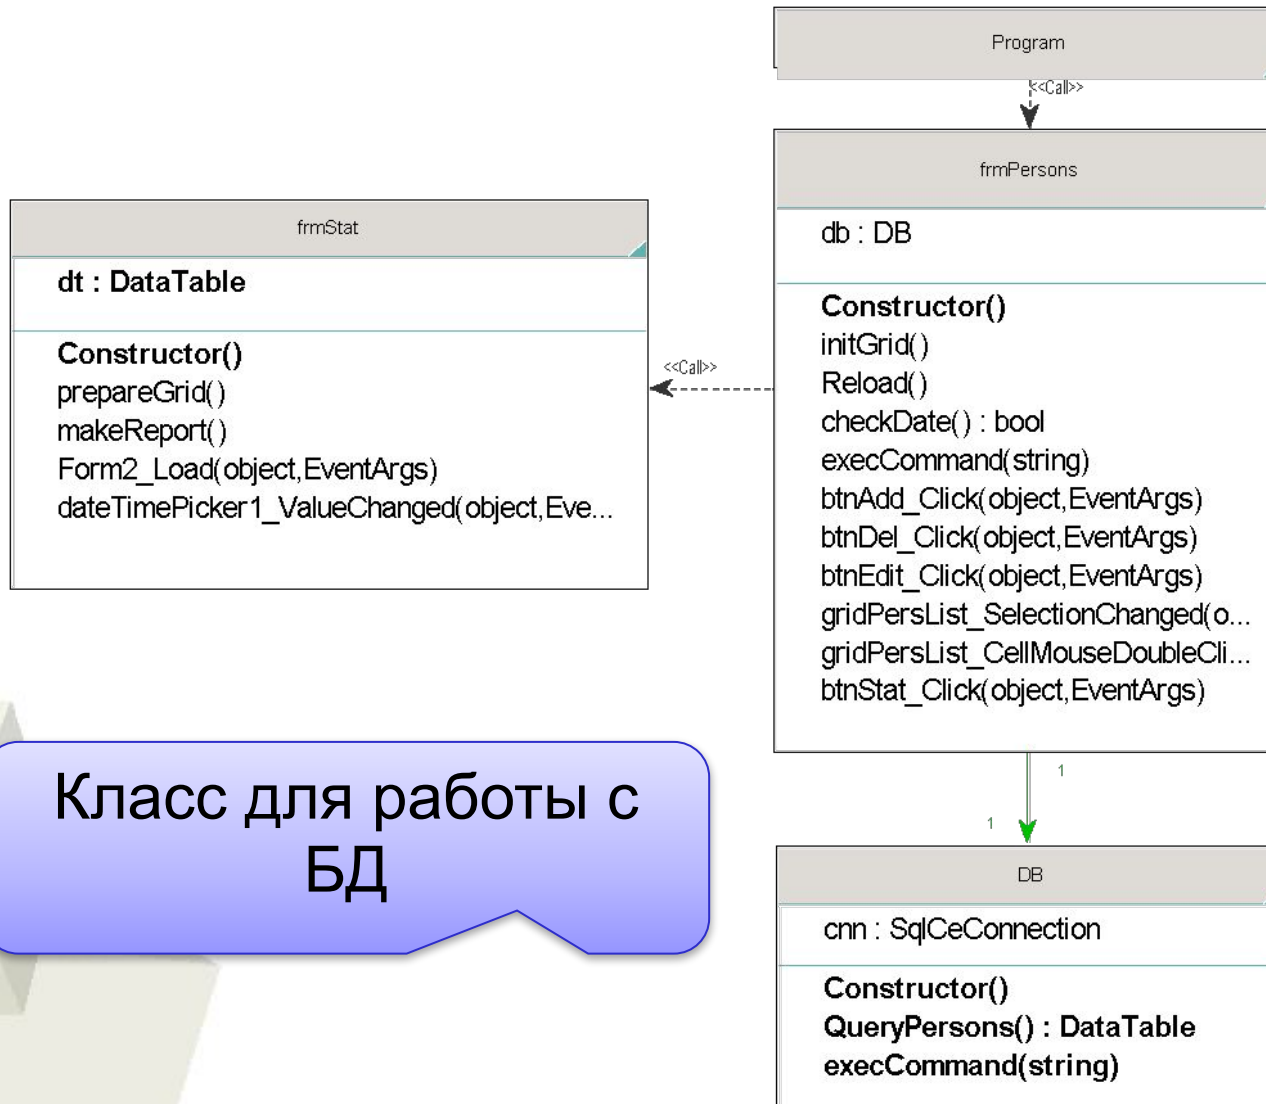 Program
<<Call>>
frmPersons
db : DB
Constructor()
initGrid()
Reload()
checkDate() : bool
execCommand(string)
btnAdd_Click(object,EventArgs)
btnDel_Click(object,EventArgs)
btnEdit_Click(object,EventArgs)
gridPersList_SelectionChanged(o...
gridPersList_CellMouseDoubleCli...
btnStat_Click(object,EventArgs)
<<Call>>
frmStat
dt : DataTable
Constructor()
prepareGrid()
makeReport()
Form2_Load(object,EventArgs)
dateTimePicker1_ValueChanged(object,Eve...
1
1
Класс для работы с
БД
DB
cnn : SqlCeConnection
Constructor()
QueryPersons() : DataTable
execCommand(string)